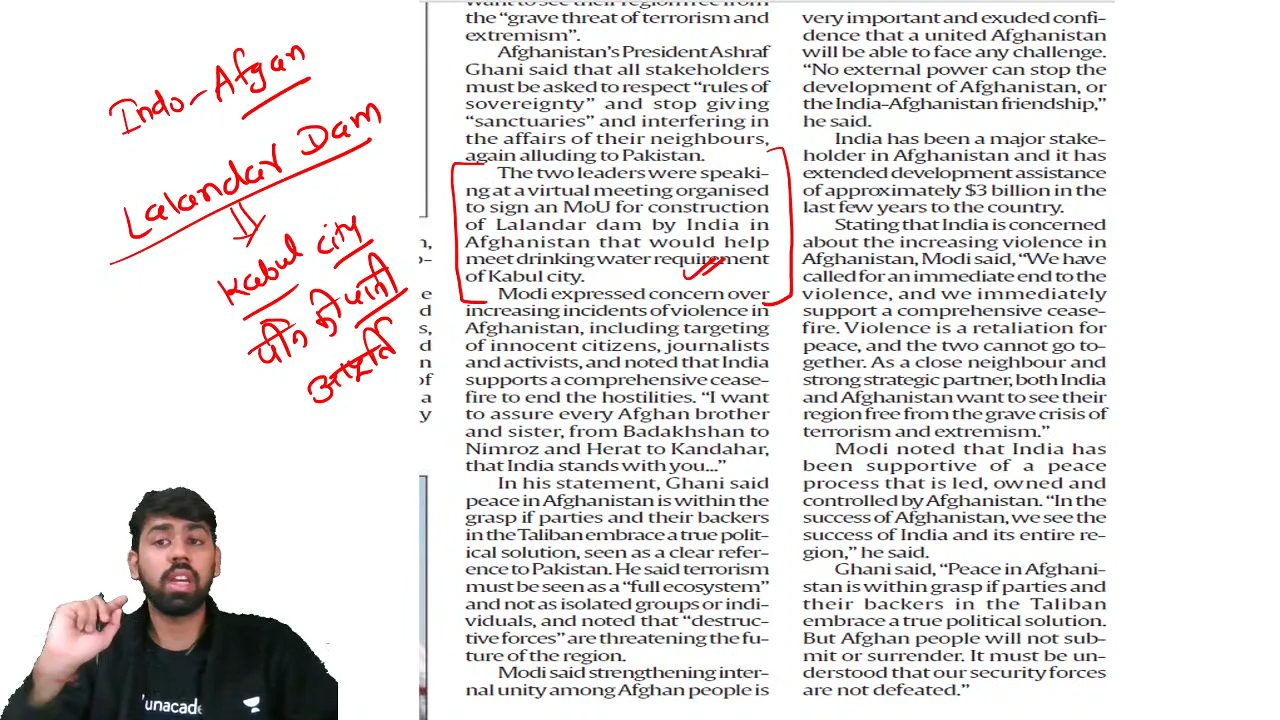 Indo-Afgan
Lalandar Dam
Kabul city
पीने की पानी
want to see their region free from
the “grave threat of terrorism and
extremism”.
Afghanistan’s President Ashraf
Ghani said that all stakeholders
must be asked to respect “rules of
sovereignty” and stop giving
“sanctuaries” and interfering in
the affairs of their neighbours,
again alluding to Pakistan.
The two leaders were speaki-
ng at a virtual meeting organised
to sign an MoU for construction
of Lalandar dam by India in
Afghanistan that would help
meet drinking water requirement
of Kabul city.
Modi expressed concern over
increasing incidents of violence in
Afghanistan, including targeting
of innocent citizens, journalists
and activists, and noted that India
supports a comprehensive cease-
fire to end the hostilities. “I want
to assure every Afghan brother
and sister, from Badakhshan to
Nimroz and Herat to Kandahar,
that India stands with you...”
In his statement, Ghani said
peace in Afghanistan is within the
grasp if parties and their backers
in the Taliban embrace a true polit-
ical solution, seen as a clear refer-
ence to Pakistan. He said terrorism
must be seen as a “full ecosystem”
and not as isolated groups or indi-
viduals, and noted that “destruc-
tive forces” are threatening the fu-
ture of the region.
Modi said strengthening inter-
nal unity among Afghan people is
very important and exuded confi-
dence that a united Afghanistan
will be able to face any challenge.
“No external power can stop the
development of Afghanistan, or
the India-Afghanistan friendship,”
he said.
India has been a major stake-
holder in Afghanistan and it has
extended development assistance
of approximately $3 billion in the
last few years to the country.
Stating that India is concerned
about the increasing violence in
Afghanistan, Modi said, “We have
called for an immediate end to the
violence, and we immediately
support a comprehensive cease-
fire. Violence is a retaliation for
peace, and the two cannot go to-
gether. As a close neighbour and
strong strategic partner, both India
and Afghanistan want to see their
region free from the grave crisis of
terrorism and extremism.”
Modi noted that India has
been supportive of a peace
process that is led, owned and
controlled by Afghanistan. “In the
success of Afghanistan, we see the
success of India and its entire re-
gion,” he said.
Ghani said, “Peace in Afghani-
stan is within grasp if parties and
their backers in the Taliban
embrace a true political solution.
But Afghan people will not sub-
mit or surrender. It must be un-
derstood that our security forces
are not defeated.”